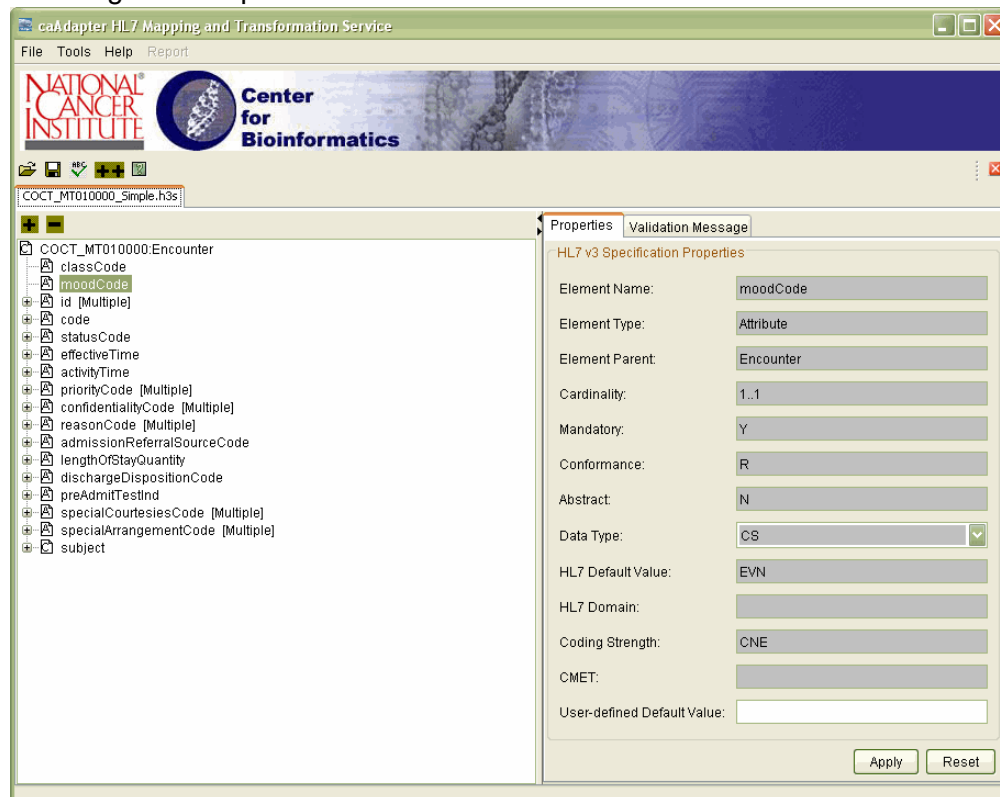 caAdapter HL7 Mapping and Transformation Service
File Tools Help Report
NATIONAL®
CANCER
INSTITUTE
Center
for
Bioinformatics
ABC
COCT_MT010000_Simple.h3s
Properties Validation Message
COCT_MT010000:Encounter
classCode
moodCode
id [Multiple]
code
statusCode
effectiveTime
activityTime
priorityCode [Multiple]
confidentialityCode [Multiple]
reasonCode [Multiple]
admissionReferralSourceCode
lengthOfStayQuantity
dischargeDispositionCode
preAdmitTestInd
specialCourtesiesCode [Multiple]
specialArrangementCode [Multiple]
subject
HL7 v3 Specification Properties
Element Name: moodCode
Element Type: Attribute
Element Parent: Encounter
Cardinality: 1..1
Mandatory: Y
Conformance: R
Abstract: N
Data Type: CS
HL7 Default Value: EVN
HL7 Domain:
Coding Strength: CNE
CMET:
User-defined Default Value:
Apply Reset